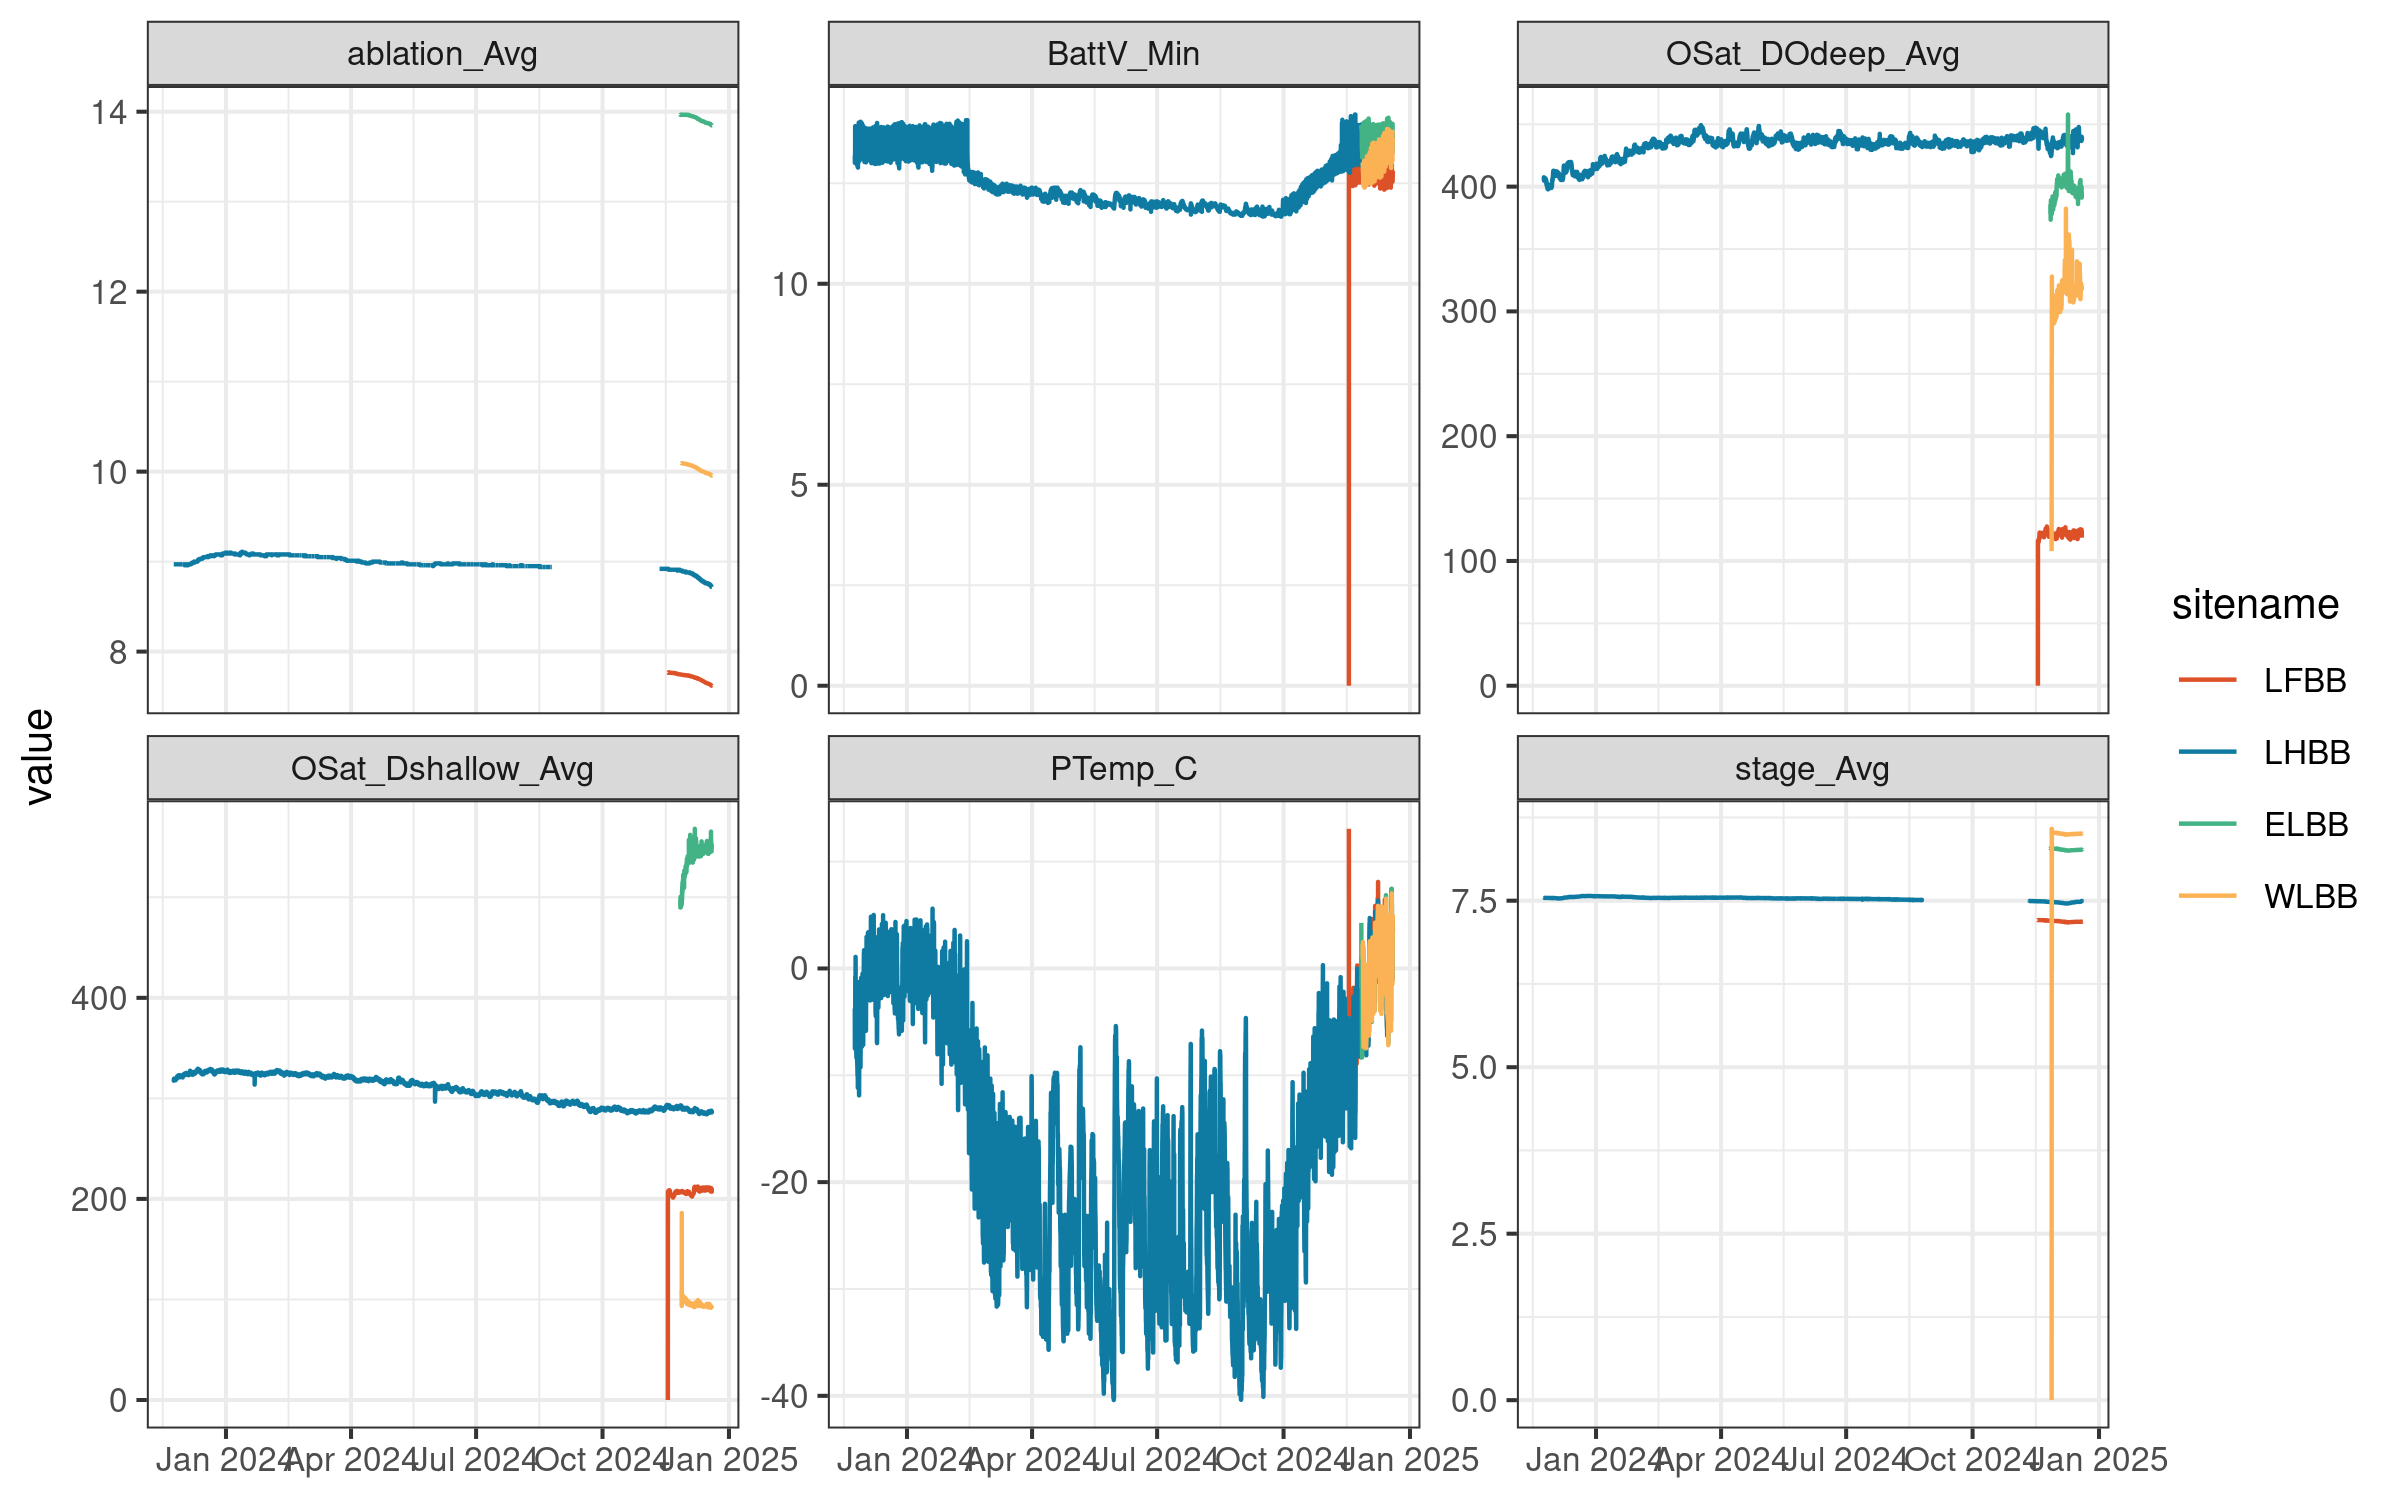 ablation_Avg
BattV_Min
OSat_DOdeep_Avg
14
12
10
8
10
5
0
400
300
200
100
0
value
OSat_Dshallow_Avg
PTemp_C
stage_Avg
400
200
0
0
-20
-40
7.5
5.0
2.5
0.0
Jan 2024 Apr 2024 Jul 2024 Oct 2024 Jan 2025
Jan 2024 Apr 2024 Jul 2024 Oct 2024 Jan 2025
Jan 2024 Apr 2024 Jul 2024 Oct 2024 Jan 2025
sitename
LFBB
LHBB
ELBB
WLBB